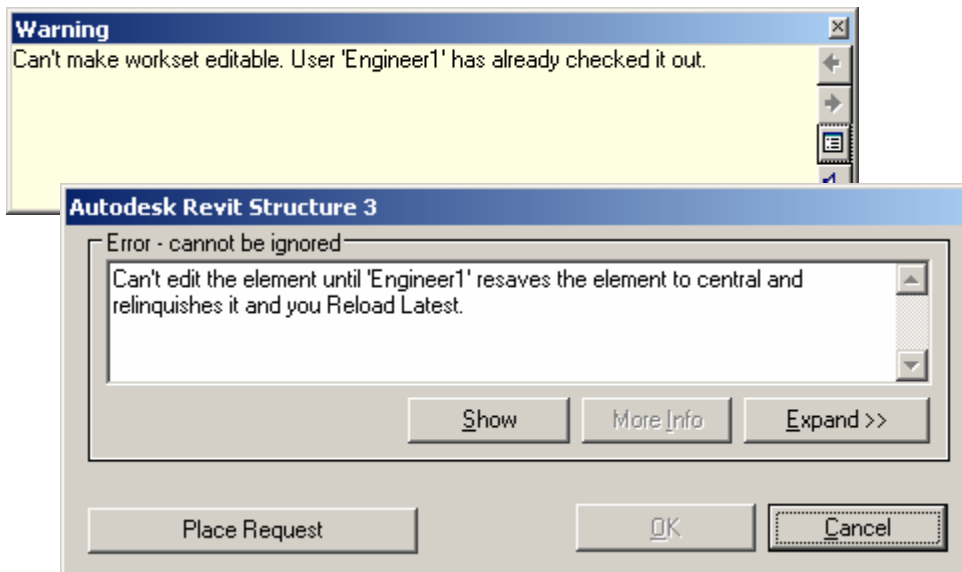 Warning
Can't make workset editable. User 'Engineer1' has already checked it out.
Autodesk Revit Structure 3
Error - cannot be ignored
Can't edit the element until 'Engineer1' resaves the element to central and
relinquishes it and you Reload Latest.
Show More Info Expand >>
Place Request OK Cancel